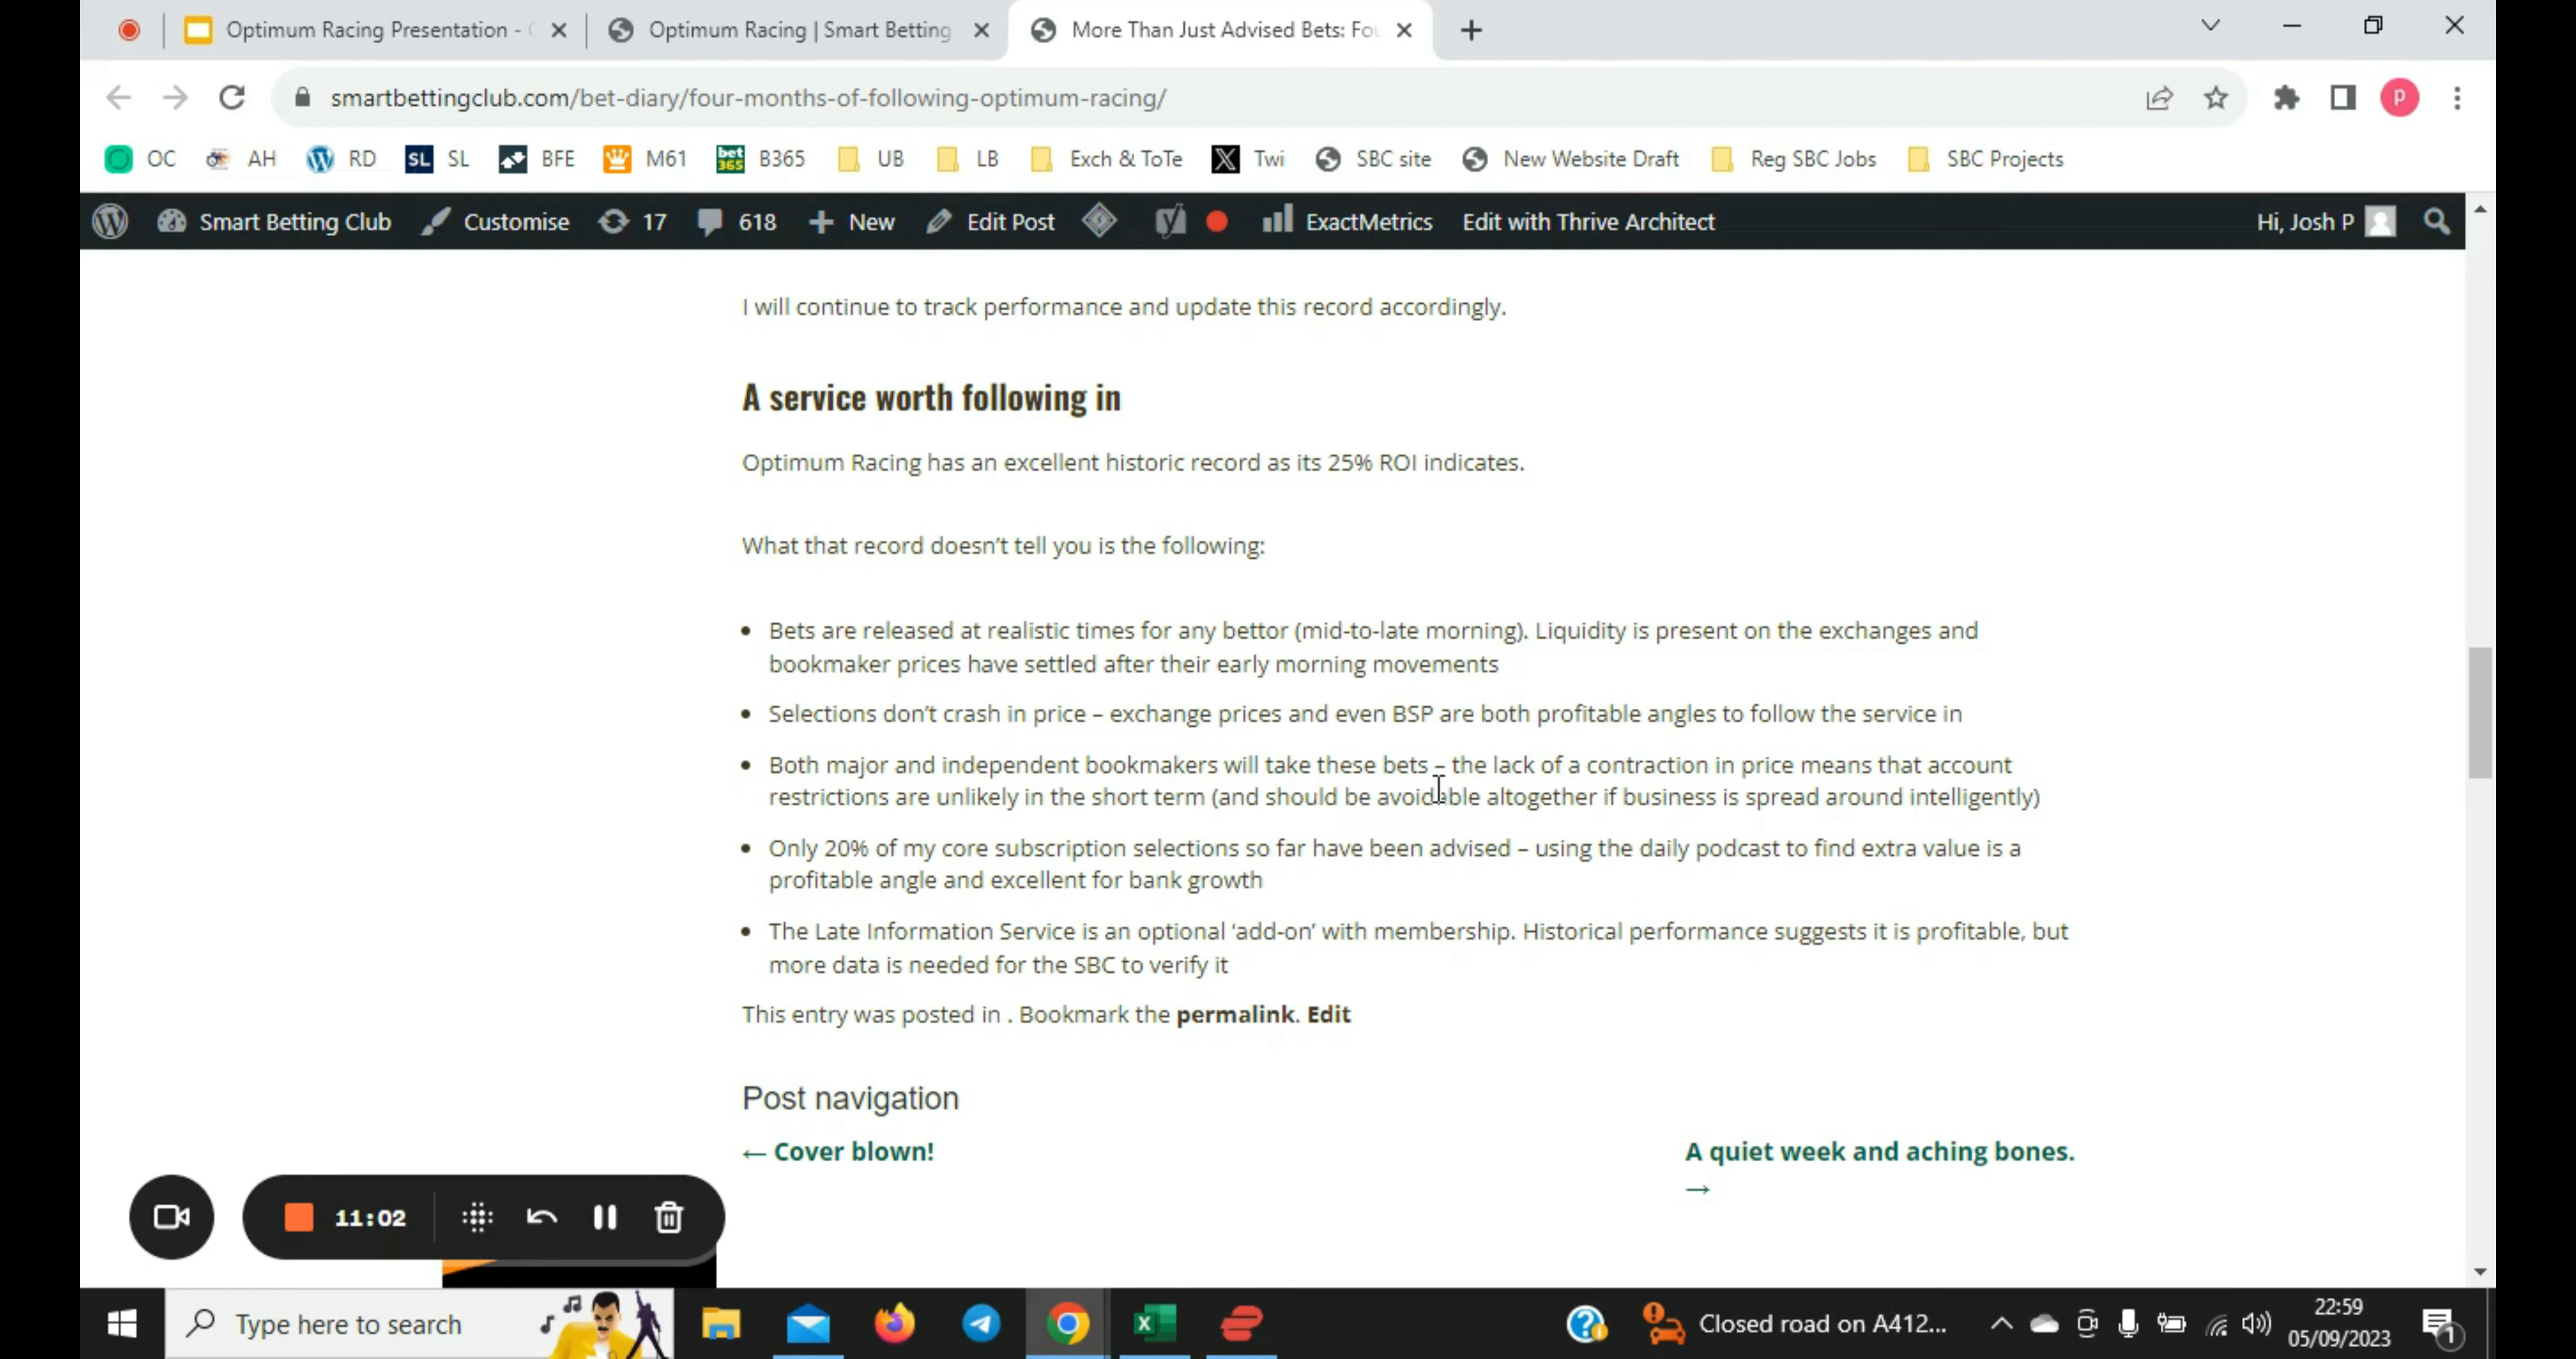 Optimum Racing Presentation -
Optimum Racing | Smart Betting
More Than Just Advised Bets: Fou
smartbettingclub.com/bet-diary/four-months-of-following-optimum-racing/
P
OC AH RD SL SL BFE M61 bet365 B365 UB LB Exch & ToTe X Twi SBC site New Website Draft Reg SBC Jobs SBC Projects
Smart Betting Club Customise 17 618 New Edit Post ExactMetrics Edit with Thrive Architect Hi, Josh P
I will continue to track performance and update this record accordingly.
A service worth following in
Optimum Racing has an excellent historic record as its 25% ROI indicates.
What that record doesn't tell you is the following:
• Bets are released at realistic times for any bettor (mid-to-late morning). Liquidity is present on the exchanges and
bookmaker prices have settled after their early morning movements
• Selections don't crash in price – exchange prices and even BSP are both profitable angles to follow the service in
• Both major and independent bookmakers will take these bets – the lack of a contraction in price means that account
restrictions are unlikely in the short term (and should be avoidable altogether if business is spread around intelligently)
• Only 20% of my core subscription selections so far have been advised – using the daily podcast to find extra value is a
profitable angle and excellent for bank growth
• The Late Information Service is an optional 'add-on' with membership. Historical performance suggests it is profitable, but
more data is needed for the SBC to verify it
This entry was posted in . Bookmark the permalink. Edit
Post navigation
← Cover blown!
A quiet week and aching bones.
→
11:02
Type here to search
Closed road on A412...
22:59
05/09/2023
1